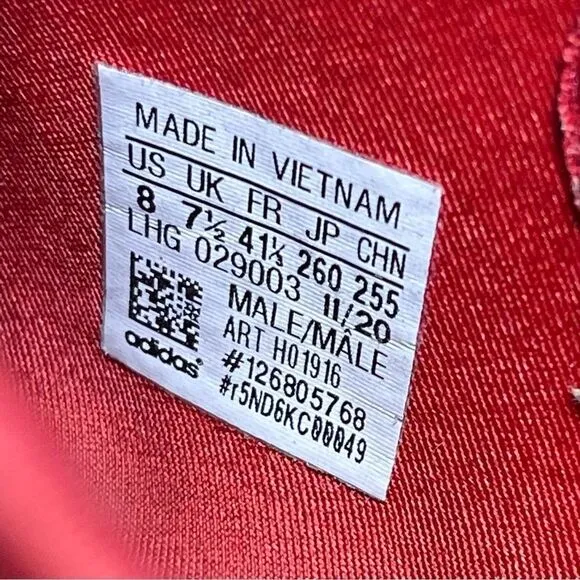 MADE IN VIETNAM
US UK FR JP CHN
8 7½ 41⅓ 260 255
LHG 029003 11/20
MALE/MÂLE
ART H01916
#126805768
#r5ND6KC00049
adidas